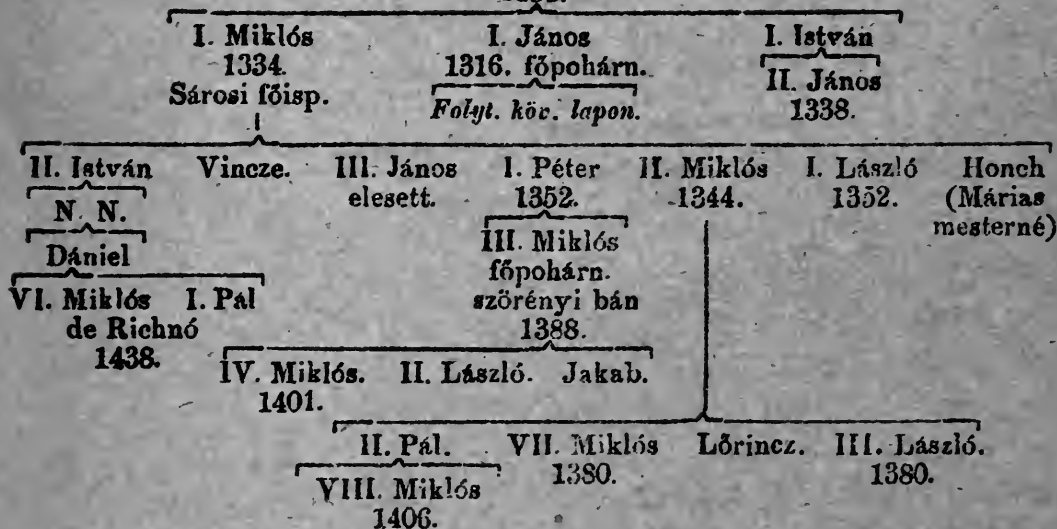 I. Miklós I. János I. István
1334. 1316. főpohárn. II. János
Sárosi főisp. Folyt. köv. lapon. 1338.
II. István Vincze. III. János I. Péter II. Miklós I. László Honch
N. N. elesett. 1352. 1344. 1352. (Márias
Dániel III. Miklós mesterné)
VI. Miklós I. Pál főpohárn.
de Richnó szörényi bán
1438. 1388.
IV. Miklós. II. László. Jakab.
1401.
II. Pál. VII. Miklós Lőrincz. III. László.
VIII. Miklós 1380. 1380.
1406.